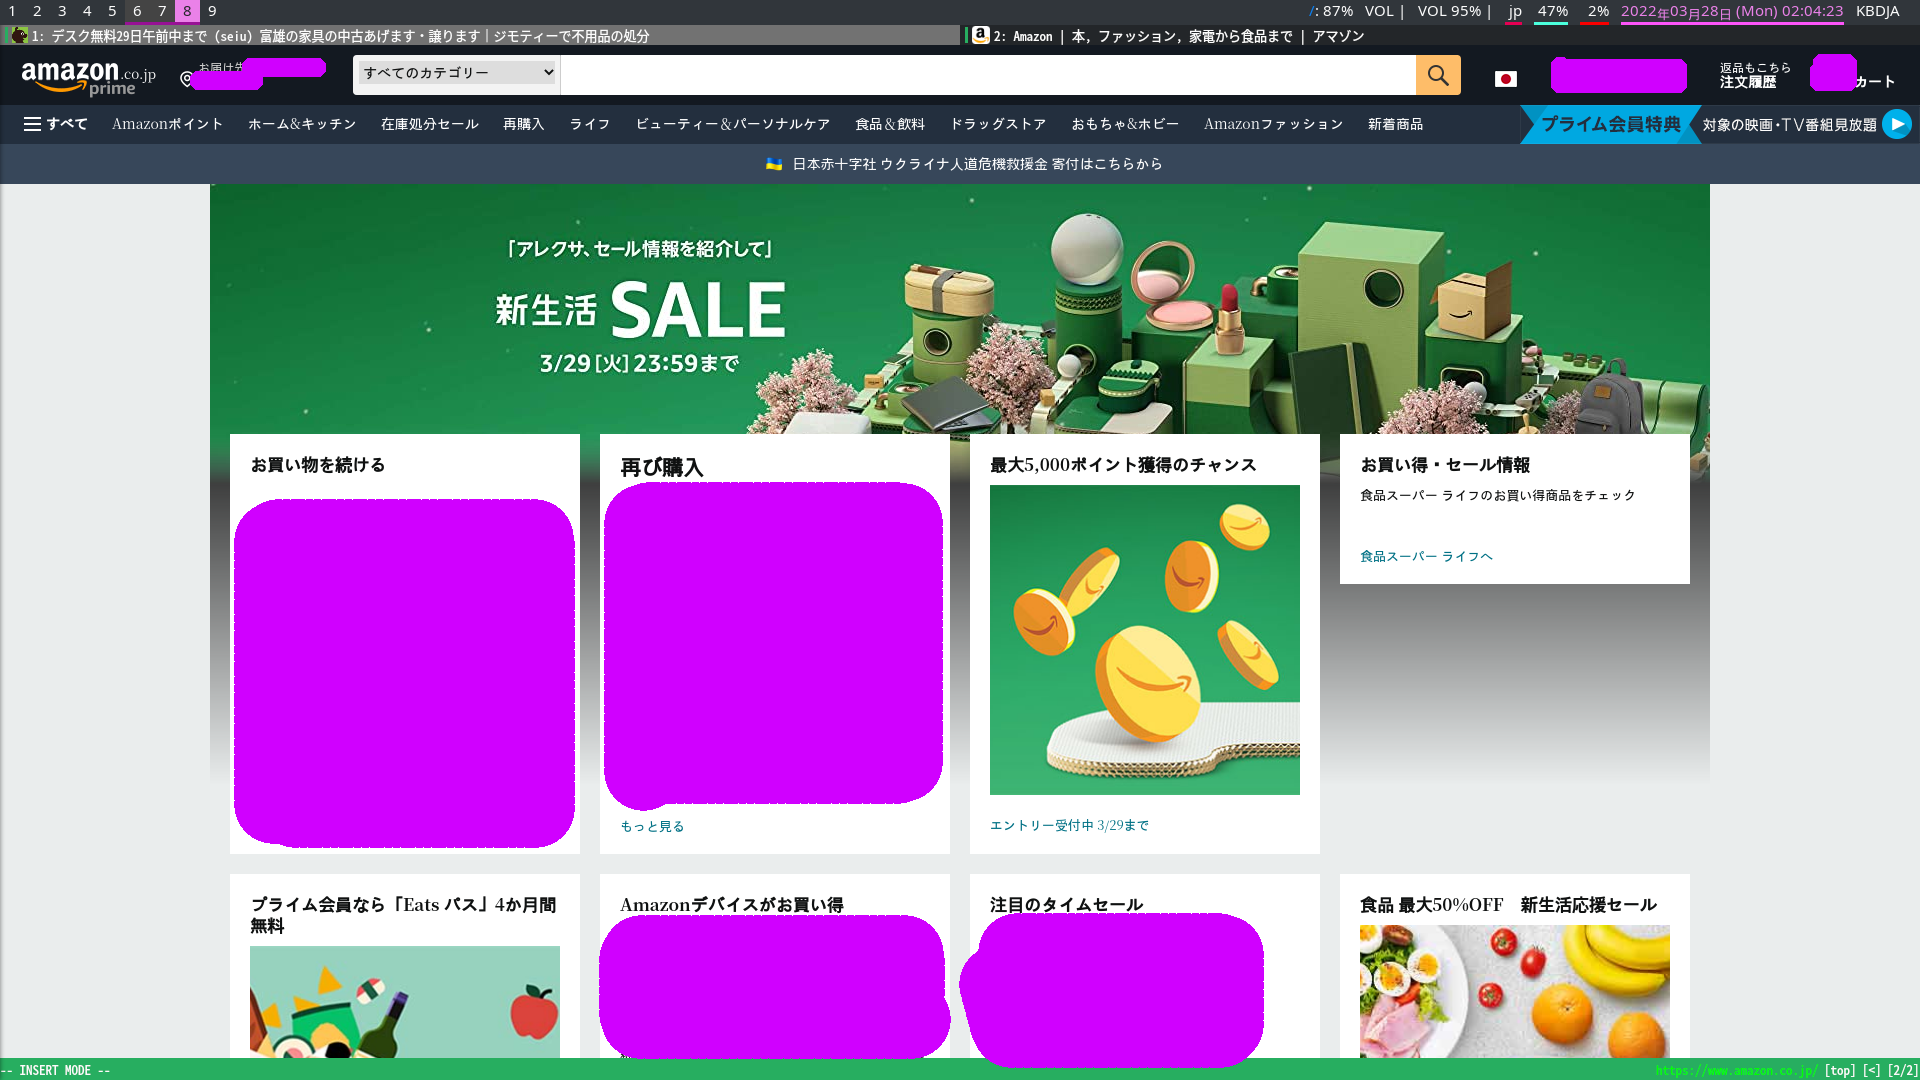 1 2 3 4 5 6 7 8 9
/: 87% VOL | VOL 95% | jp 47% 2% 2022年03月28日 (Mon) 02:04:23 KBDJA
1: デスク無料29日午前中まで (seiu) 富雄の家具の中古あげます・譲ります｜ジモティーで不用品の処分
2: Amazon | 本, ファッション, 家電から食品まで | アマゾン
amazon.co.jp
prime
お届け先
すべてのカテゴリー
返品もこちら
注文履歴
カート
すべて Amazonポイント ホーム&キッチン 在庫処分セール 再購入 ライフ ビューティー＆パーソナルケア 食品＆飲料 ドラッグストア おもちゃ&ホビー Amazonファッション 新着商品
プライム会員特典 対象の映画・TV番組見放題
日本赤十字社 ウクライナ人道危機救援金 寄付はこちらから
「アレクサ、セール情報を紹介して」
新生活 SALE
3/29［火］23:59まで
お買い物を続ける
再び購入
もっと見る
最大5,000ポイント獲得のチャンス
エントリー受付中 3/29まで
お買い得・セール情報
食品スーパー ライフのお買い得商品をチェック
食品スーパー ライフへ
プライム会員なら「Eats パス」4か月間
無料
Amazonデバイスがお買い得
注目のタイムセール
食品 最大50%OFF　新生活応援セール
-- INSERT MODE --
https://www.amazon.co.jp/ [top] [<] [2/2]